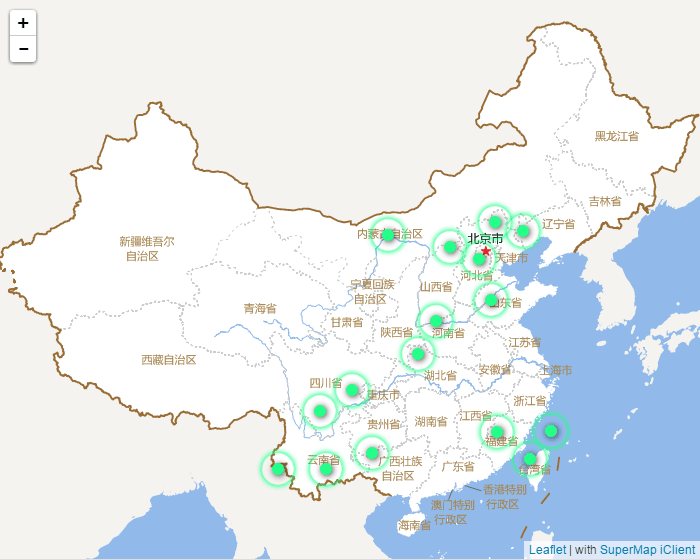 +
−
黑龙江省
吉林省
辽宁省
内蒙古自治区
北京市
新疆维吾尔
自治区
天津市
河北省
宁夏回族
自治区
山西省
山东省
青海省
甘肃省
陕西省
河南省
江苏省
西藏自治区
四川省
重庆市
湖北省
安徽省
上海市
浙江省
贵州省
湖南省
江西省
福建省
云南省
广西壮族
自治区
广东省
台湾省
香港特别
行政区
澳门特别
行政区
海南省
Leaflet | with SuperMap iClient